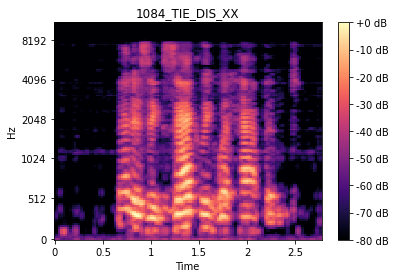 1084_TIE_DIS_XX
8192
4096
2048
1024
512
0
Hz
0 0.5 1 1.5 2 2.5
Time
+0 dB
-10 dB
-20 dB
-30 dB
-40 dB
-50 dB
-60 dB
-70 dB
-80 dB